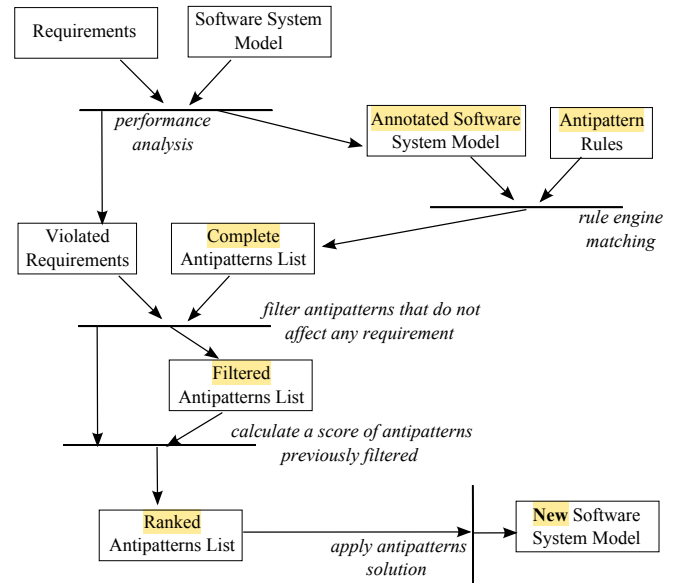 Requirements
Software System
Model
performance
analysis
Annotated Software
System Model
Antipattern
Rules
rule engine
matching
Violated
Requirements
Complete
Antipatterns List
filter antipatterns that do not
affect any requirement
Filtered
Antipatterns List
calculate a score of antipatterns
previously filtered
Ranked
Antipatterns List
apply antipatterns
solution
New Software
System Model